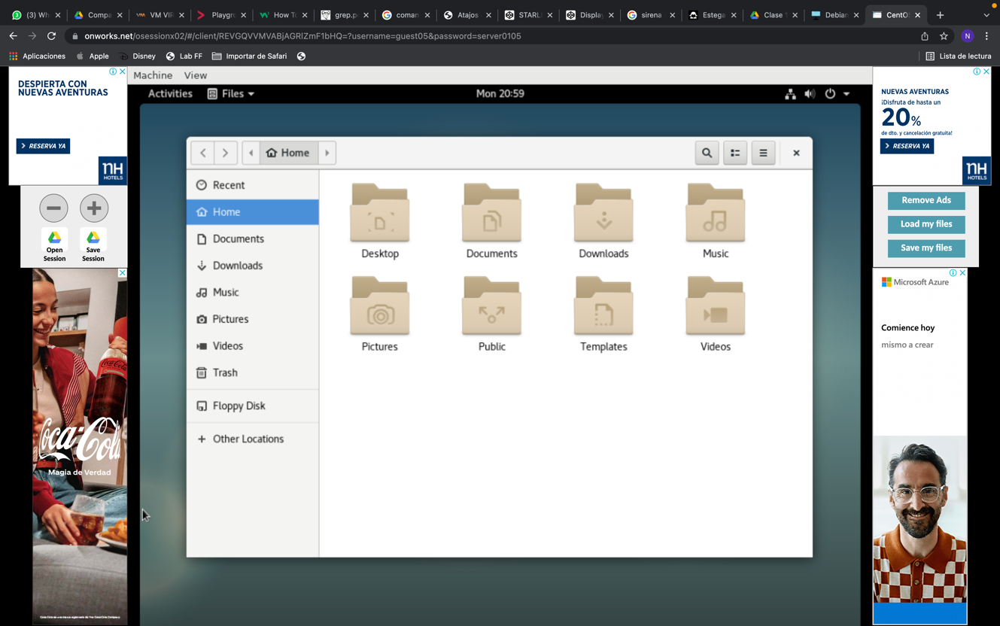 (3) Wh
Compa
VM VIR
Playgr
How To
grep.p
coman
Atajos
STARL
Display
sirena
Estega
Clase 1
Debian
CentO
onworks.net/osessionx02/#/client/REVGQVVMVABjAGRlZmF1bHQ=?username=guest05&password=server0105
N
Aplicaciones
Apple
Disney
Lab FF
Importar de Safari
Lista de lectura
DESPIERTA CON
NUEVAS AVENTURAS
> RESERVA YA
nH
HOTELS
Open
Session
Save
Session
Coca-Cola
Magia de Verdad
Machine View
Activities
Files
Mon 20:59
Home
Recent
Home
Documents
Downloads
Music
Pictures
Videos
Trash
Floppy Disk
+ Other Locations
Desktop
Documents
Downloads
Music
Pictures
Public
Templates
Videos
NUEVAS AVENTURAS
¡Disfruta de hasta un
20%
de dto. y cancelación gratuita!
> RESERVA YA
nH
HOTELS
Remove Ads
Load my files
Save my files
Microsoft Azure
Comience hoy
mismo a crear